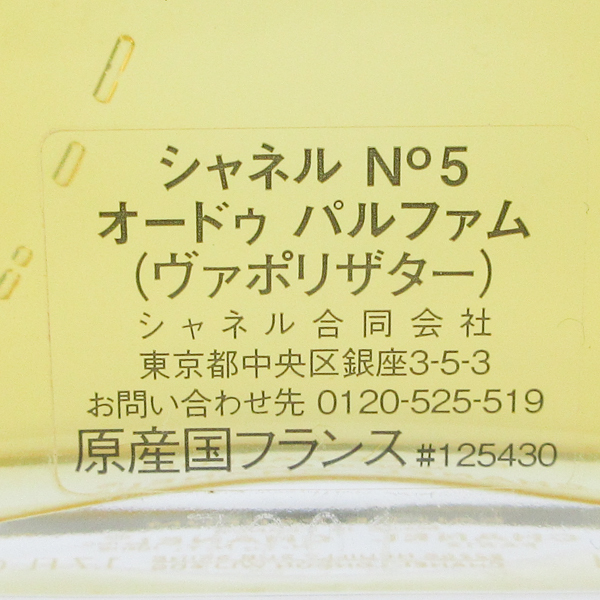 シャネル Nº5
オードゥ パルファム
(ヴァポリザター)
シャネル合同会社
東京都中央区銀座3-5-3
お問い合わせ先 0120-525-519
原産国フランス #125430